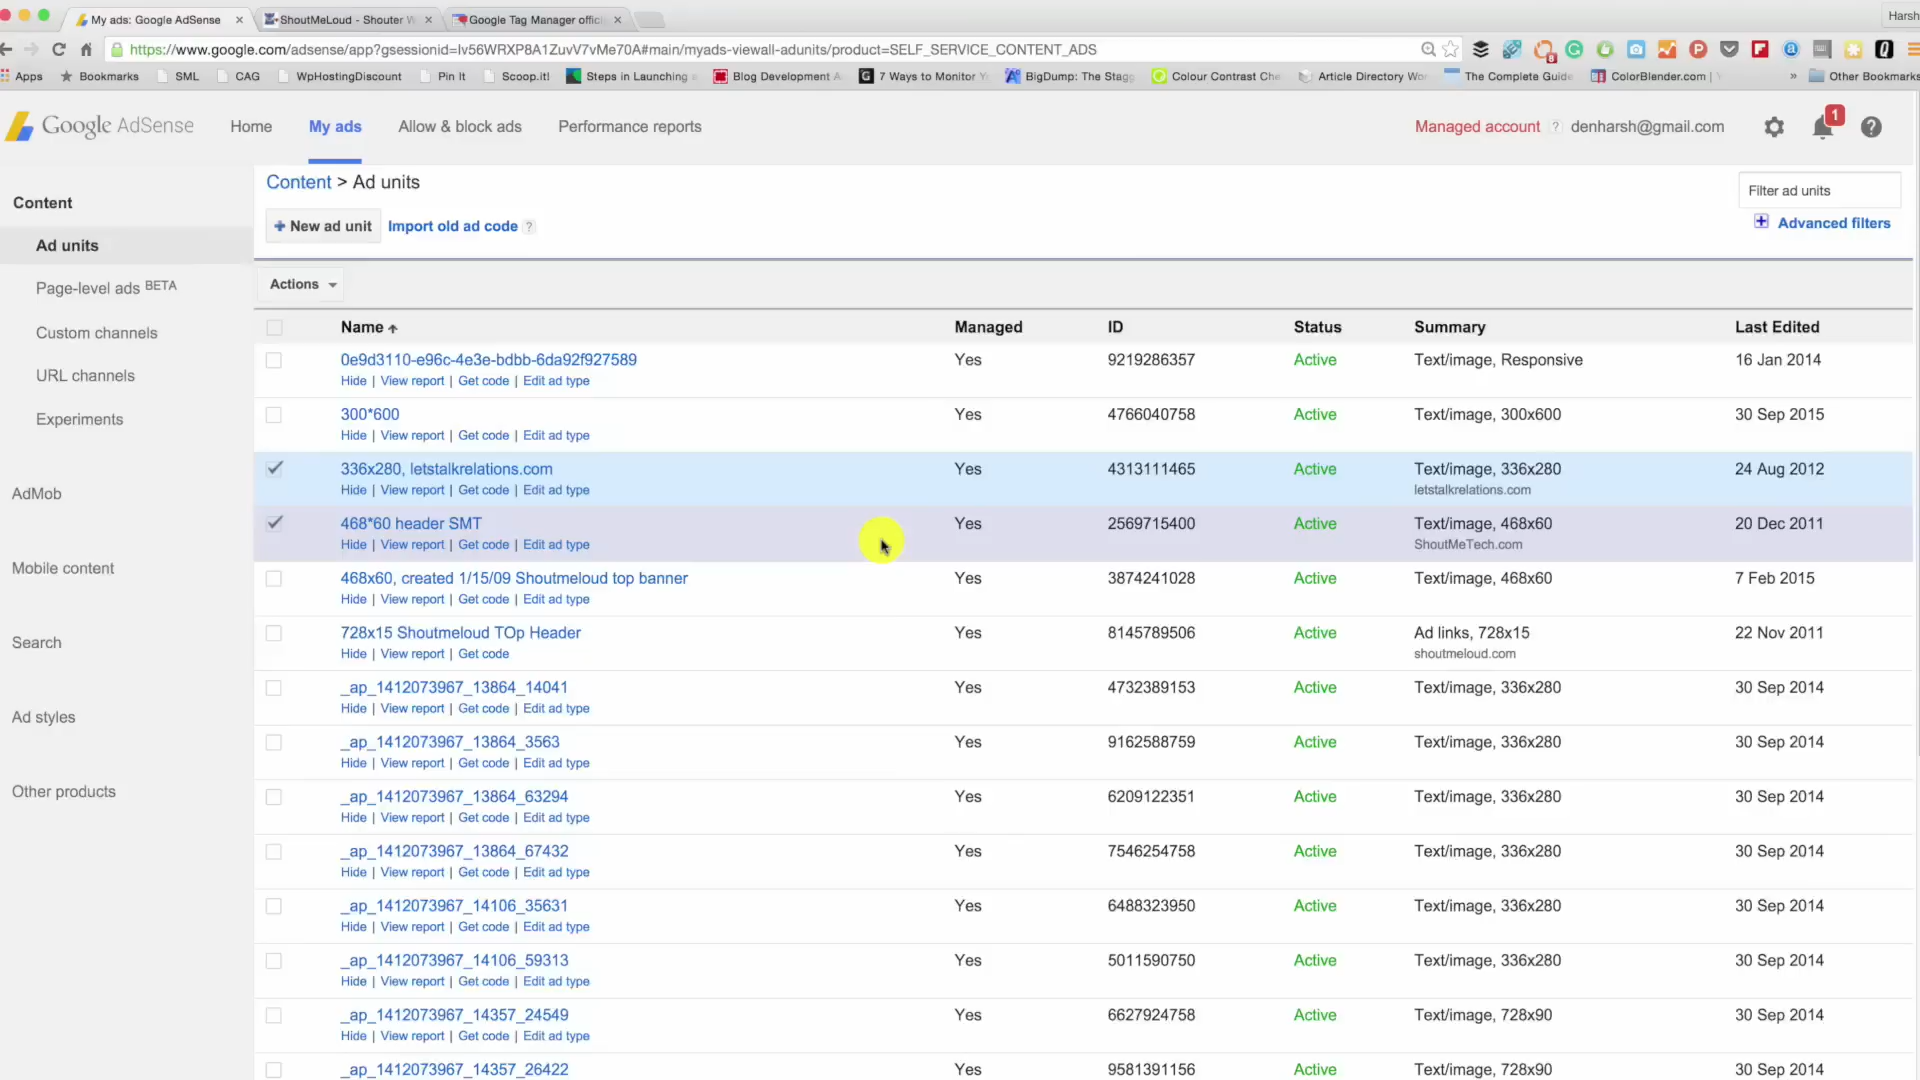 My ads: Google AdSense
ShoutMeLoud - Shouter W
Google Tag Manager offici
Harsh
https://www.google.com/adsense/app?gsessionid=Iv56WRXP8A1ZuvV7vMe70A#main/myads-viewall-adunits/product=SELF_SERVICE_CONTENT_ADS
Apps
Bookmarks
SML
CAG
WpHostingDiscount
Pin It
Scoop.it!
Steps in Launching
Blog Development
7 Ways to Monitor
BigDump: The Stagg
Colour Contrast Che
Article Directory Wor
The Complete Guide
ColorBlender.com |
»
Other Bookmarks
Google AdSense
Home
My ads
Allow & block ads
Performance reports
Managed account ?
denharsh@gmail.com
1
Content
Ad units
Page-level ads BETA
Custom channels
URL channels
Experiments
AdMob
Mobile content
Search
Ad styles
Other products
Content > Ad units
Filter ad units
+ New ad unit
Import old ad code ?
+ Advanced filters
Actions
Name Managed ID Status Summary Last Edited
0e9d3110-e96c-4e3e-bdbb-6da92f927589 Yes 9219286357 Active Text/image, Responsive 16 Jan 2014
Hide | View report | Get code | Edit ad type
300*600 Yes 4766040758 Active Text/image, 300x600 30 Sep 2015
Hide | View report | Get code | Edit ad type
336x280, letstalkrelations.com Yes 4313111465 Active Text/image, 336x280 24 Aug 2012
Hide | View report | Get code | Edit ad type letstalkrelations.com
468*60 header SMT Yes 2569715400 Active Text/image, 468x60 20 Dec 2011
Hide | View report | Get code | Edit ad type ShoutMeTech.com
468x60, created 1/15/09 Shoutmeloud top banner Yes 3874241028 Active Text/image, 468x60 7 Feb 2015
Hide | View report | Get code | Edit ad type
728x15 Shoutmeloud TOp Header Yes 8145789506 Active Ad links, 728x15 22 Nov 2011
Hide | View report | Get code shoutmeloud.com
_ap_1412073967_13864_14041 Yes 4732389153 Active Text/image, 336x280 30 Sep 2014
Hide | View report | Get code | Edit ad type
_ap_1412073967_13864_3563 Yes 9162588759 Active Text/image, 336x280 30 Sep 2014
Hide | View report | Get code | Edit ad type
_ap_1412073967_13864_63294 Yes 6209122351 Active Text/image, 336x280 30 Sep 2014
Hide | View report | Get code | Edit ad type
_ap_1412073967_13864_67432 Yes 7546254758 Active Text/image, 336x280 30 Sep 2014
Hide | View report | Get code | Edit ad type
_ap_1412073967_14106_35631 Yes 6488323950 Active Text/image, 336x280 30 Sep 2014
Hide | View report | Get code | Edit ad type
_ap_1412073967_14106_59313 Yes 5011590750 Active Text/image, 336x280 30 Sep 2014
Hide | View report | Get code | Edit ad type
_ap_1412073967_14357_24549 Yes 6627924758 Active Text/image, 728x90 30 Sep 2014
Hide | View report | Get code | Edit ad type
_ap_1412073967_14357_26422 Yes 9581391156 Active Text/image, 728x90 30 Sep 2014